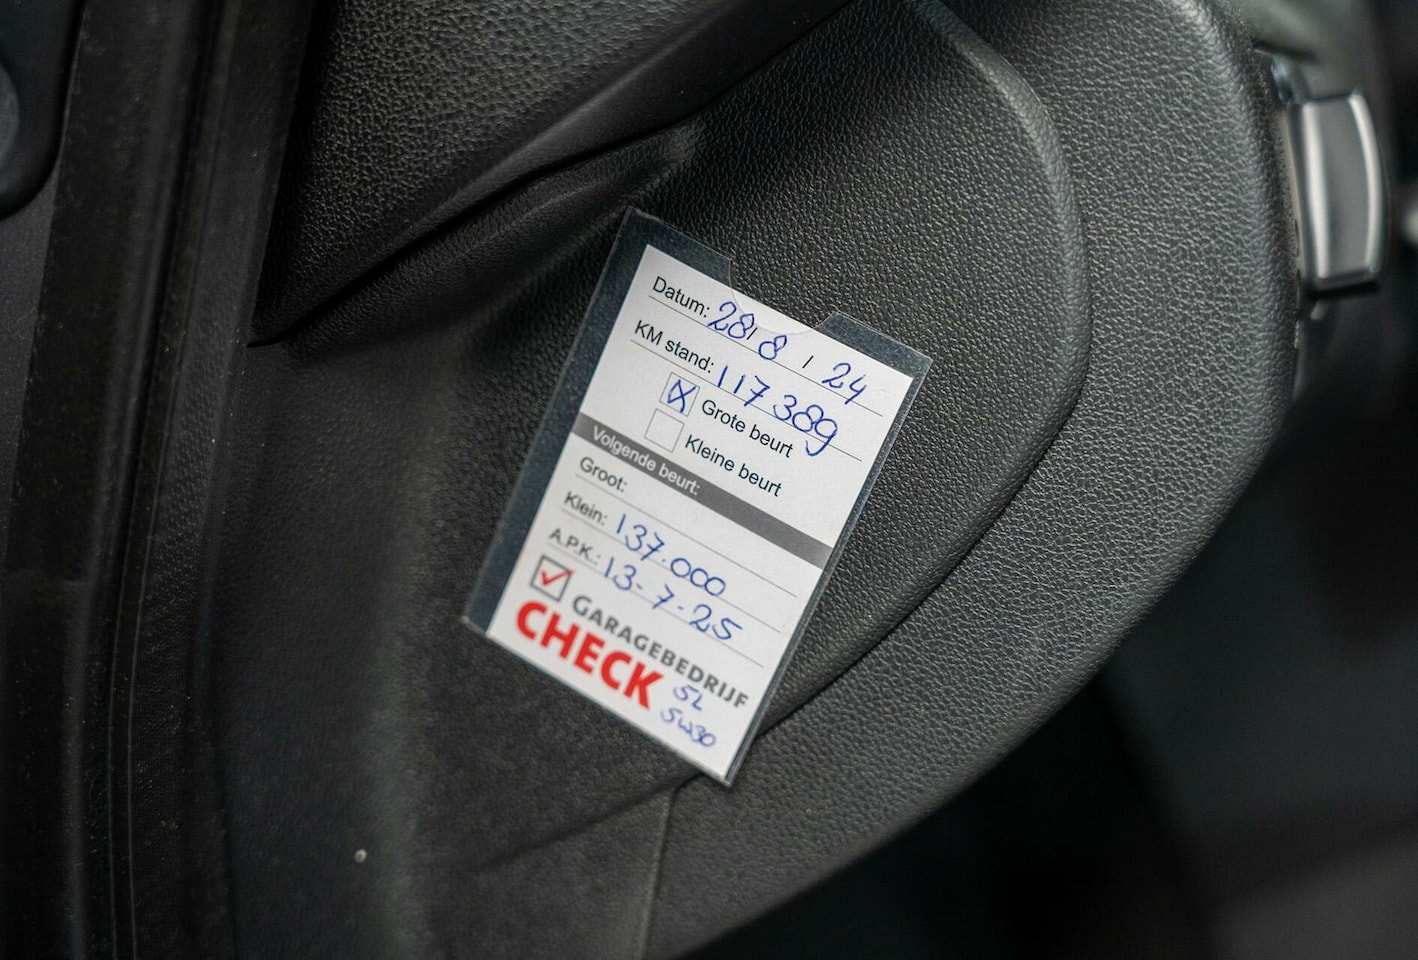 Datum: 28/8/24
KM stand: 117389
Grote beurt
Kleine beurt
Volgende beurt:
Groot:
Klein: 137.000
A.P.K.: 13-7-25
GARAGEBEDRIJF
CHECK
5L
5w30